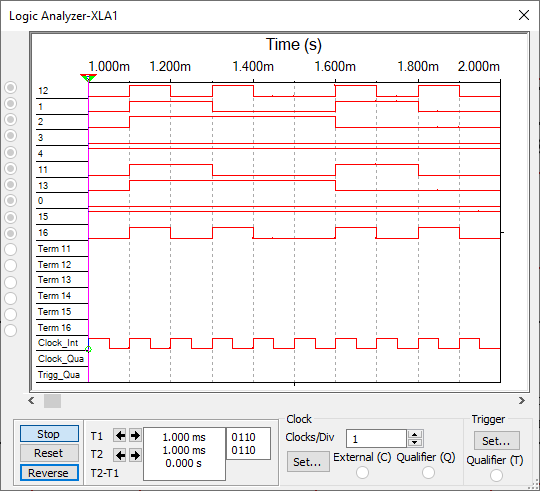 Logic Analyzer-XLA1
Time (s)
1.000m 1.200m 1.400m 1.600m 1.800m 2.000m
12
1
2
3
4
11
13
0
15
16
Term 11
Term 12
Term 13
Term 14
Term 15
Term 16
Clock_Int
Clock_Qua
Trigg_Qua
Stop
Reset
Reverse
T1 1.000 ms 0110
T2 1.000 ms 0110
T2-T1 0.000 s
Clock
Clocks/Div 1
Set... External (C) Qualifier (Q)
Trigger
Set...
Qualifier (T)